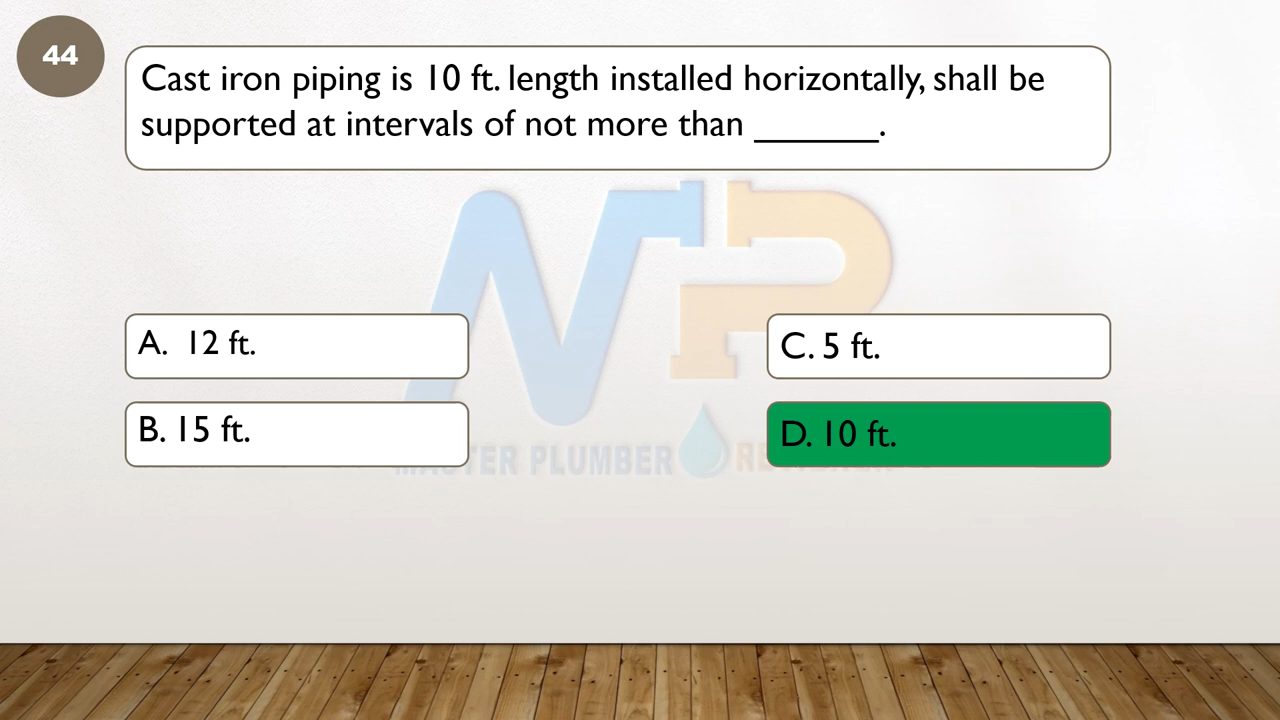 44
Cast iron piping is 10 ft. length installed horizontally, shall be
supported at intervals of not more than _______.
A. 12 ft.
B. 15 ft.
C. 5 ft.
D. 10 ft.
MASTER PLUMBER